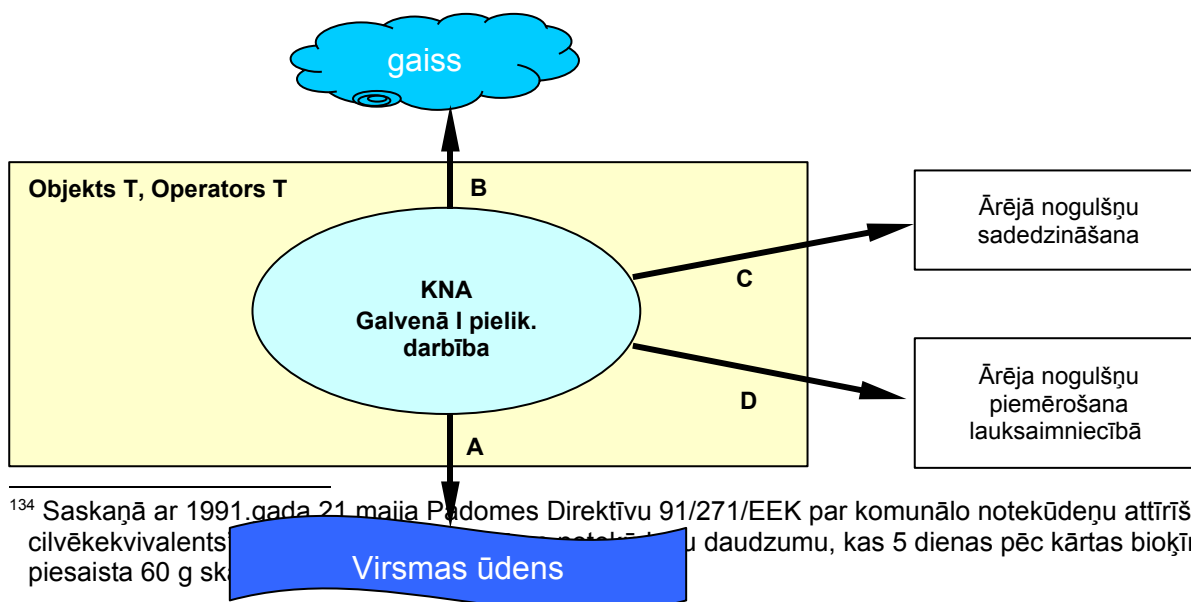 gaiss
Objekts T, Operators T
B
Ārējā nogulšņu
sadedzināšana
C
KNA
Galvenā I pielik.
darbība
D
Ārēja nogulšņu
piemērošana
lauksaimniecībā
A
134 Saskaņā ar 1991.gada 21 maija Padomes Direktīvu 91/271/EEK par komunālo notekūdeņu attīrīš
cilvēkekvivalents daudzumu, kas 5 dienas pēc kārtas bioķīm
piesaista 60 g
Virsmas ūdens